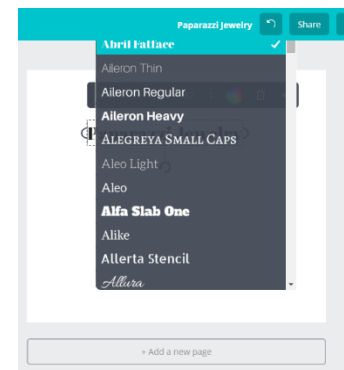 Paparazzi Jewelry Share
Abril Fatface
Aileron Thin
Aileron Regular
Aileron Heavy
Alegreya Small Caps
Aleo Light
Aleo
Alfa Slab One
Alike
Allerta Stencil
Allura
+ Add a new page